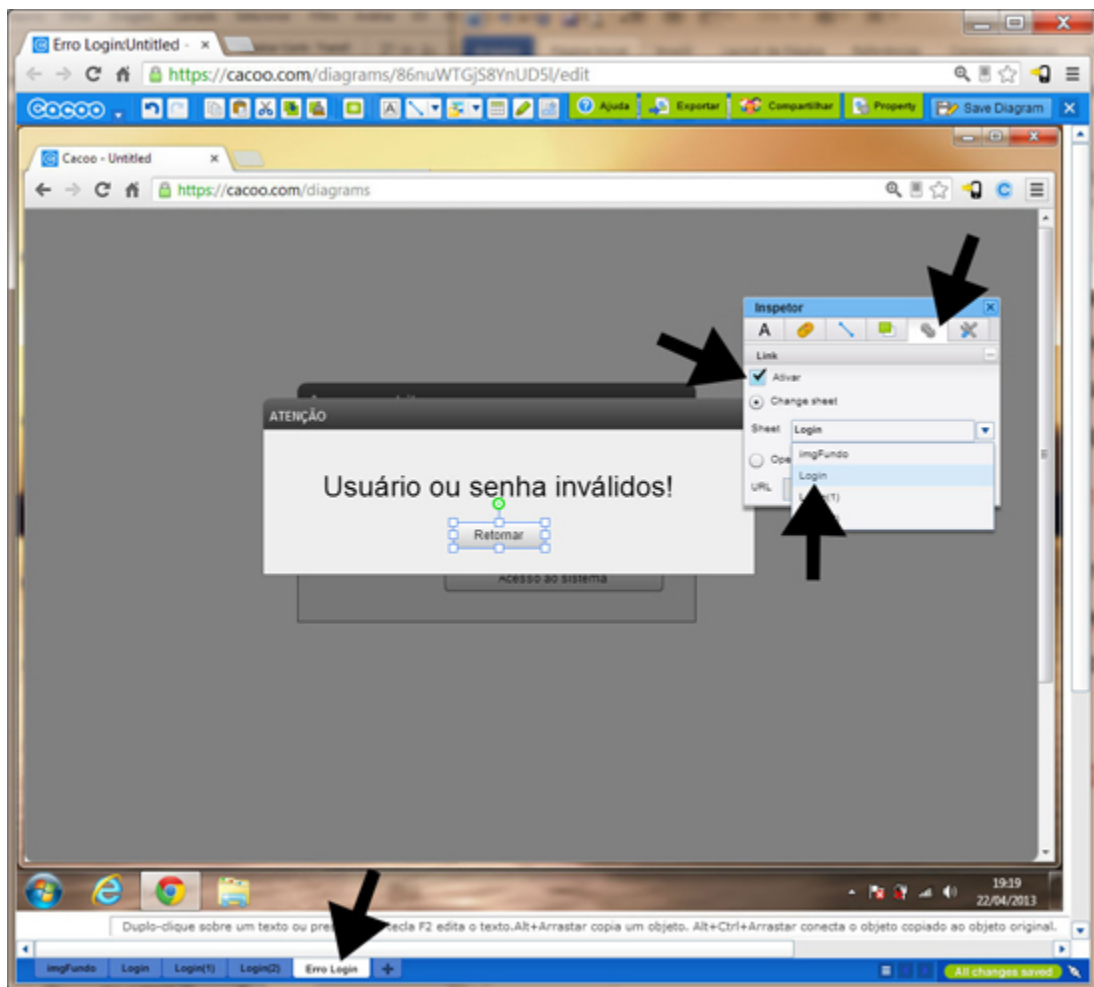 Erro Login:Untitled -
https://cacoo.com/diagrams/86nuWTGjS8YnUD5l/edit
cacoo Ajuda Exportar Compartilhar Property Save Diagram
Cacoo - Untitled
https://cacoo.com/diagrams
Inspetor
A
Link
Ativar
Change sheet
Sheet Login
imgFundo
Ope
Login
URL
ATENÇÃO
Usuário ou senha inválidos!
Retornar
Acesso ao sistema
19:19
22/04/2013
Duplo-clique sobre um texto ou pre tecla F2 edita o texto.Alt+Arrastar copia um objeto. Alt+Ctrl+Arrastar conecta o objeto copiado ao objeto original.
imgFundo Login Login(1) Login(2) Erro Login + All changes saved